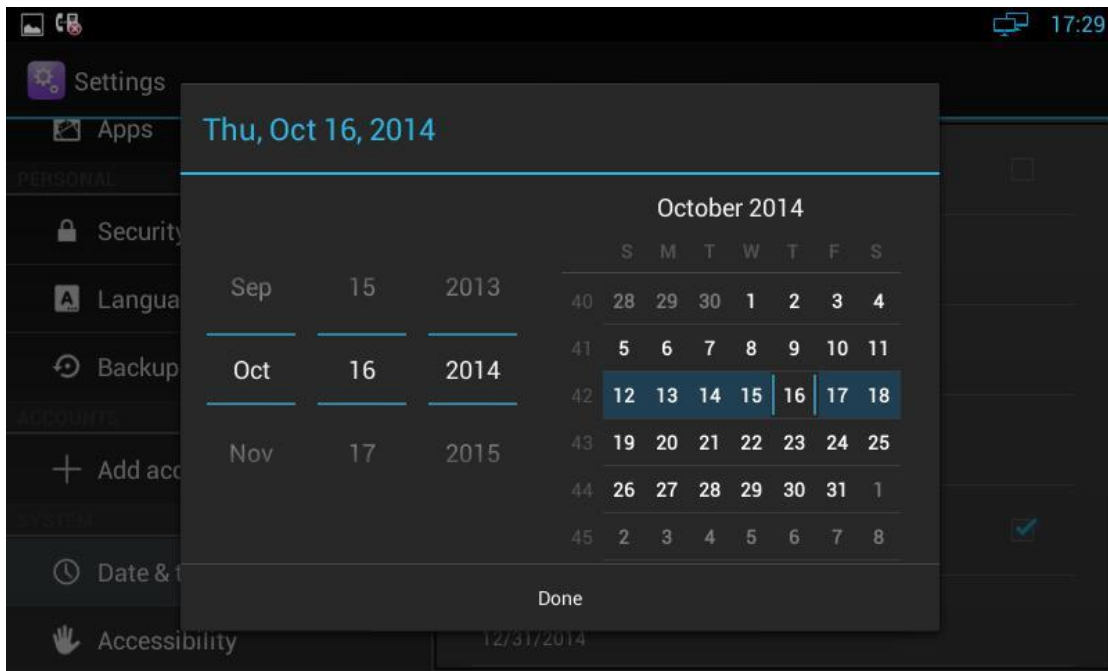 17:29
Settings
Apps
PERSONAL
Security
Langua
Backup
ACCOUNTS
Add acc
SYSTEM
Date & t
Accessibility
Thu, Oct 16, 2014
Sep 15 2013
Oct 16 2014
Nov 17 2015
October 2014
S M T W T F S
40 28 29 30 1 2 3 4
41 5 6 7 8 9 10 11
42 12 13 14 15 16 17 18
43 19 20 21 22 23 24 25
44 26 27 28 29 30 31 1
45 2 3 4 5 6 7 8
Done
12/31/2014